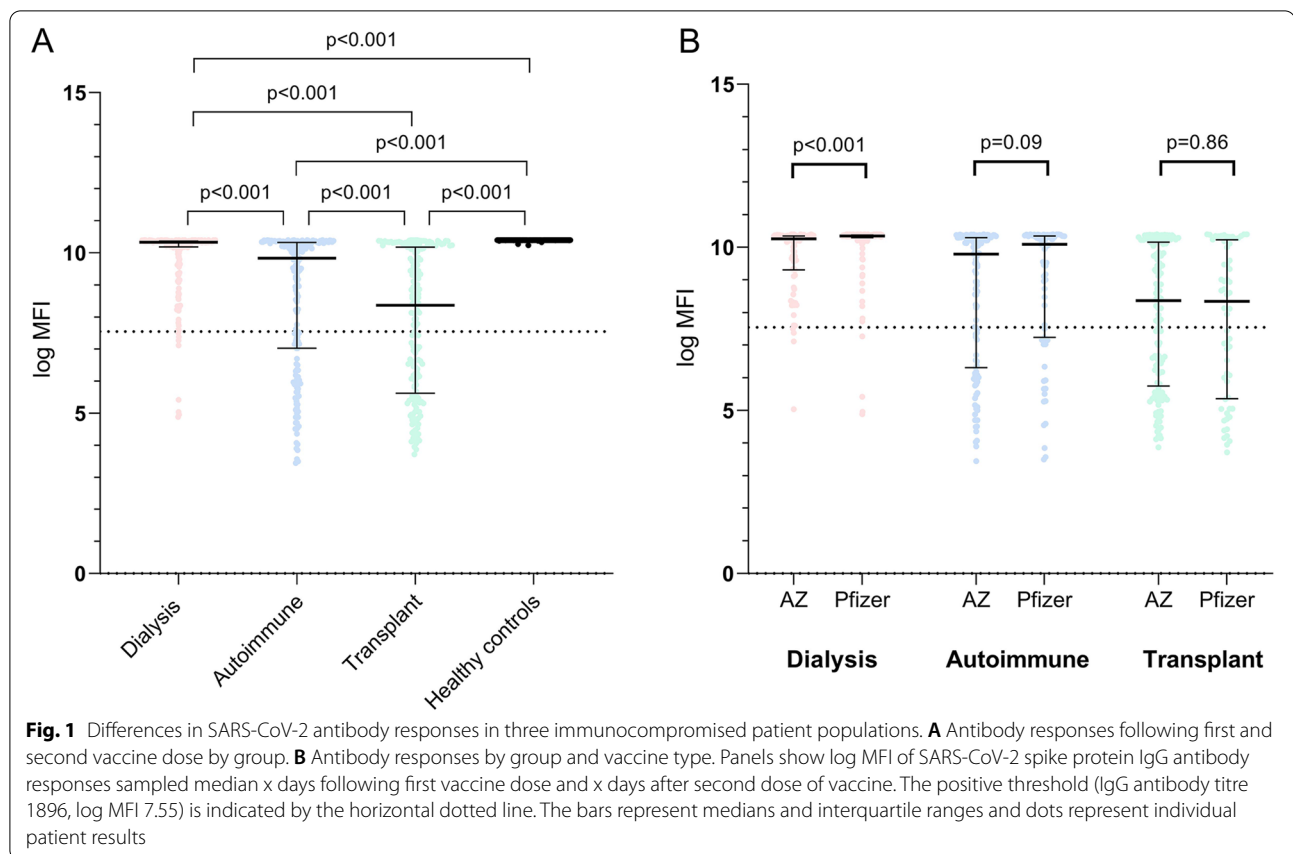 A
p<0.001
p<0.001
p<0.001
p<0.001 p<0.001 p<0.001
15
10
5
0
log MFI
Dialysis
Autoimmune
Transplant
Healthy controls
B
p<0.001 p=0.09 p=0.86
15
10
5
0
log MFI
AZ Pfizer AZ Pfizer AZ Pfizer
Dialysis Autoimmune Transplant
Fig. 1 Differences in SARS-CoV-2 antibody responses in three immunocompromised patient populations. A Antibody responses following first and
second vaccine dose by group. B Antibody responses by group and vaccine type. Panels show log MFI of SARS-CoV-2 spike protein IgG antibody
responses sampled median x days following first vaccine dose and x days after second dose of vaccine. The positive threshold (IgG antibody titre
1896, log MFI 7.55) is indicated by the horizontal dotted line. The bars represent medians and interquartile ranges and dots represent individual
patient results